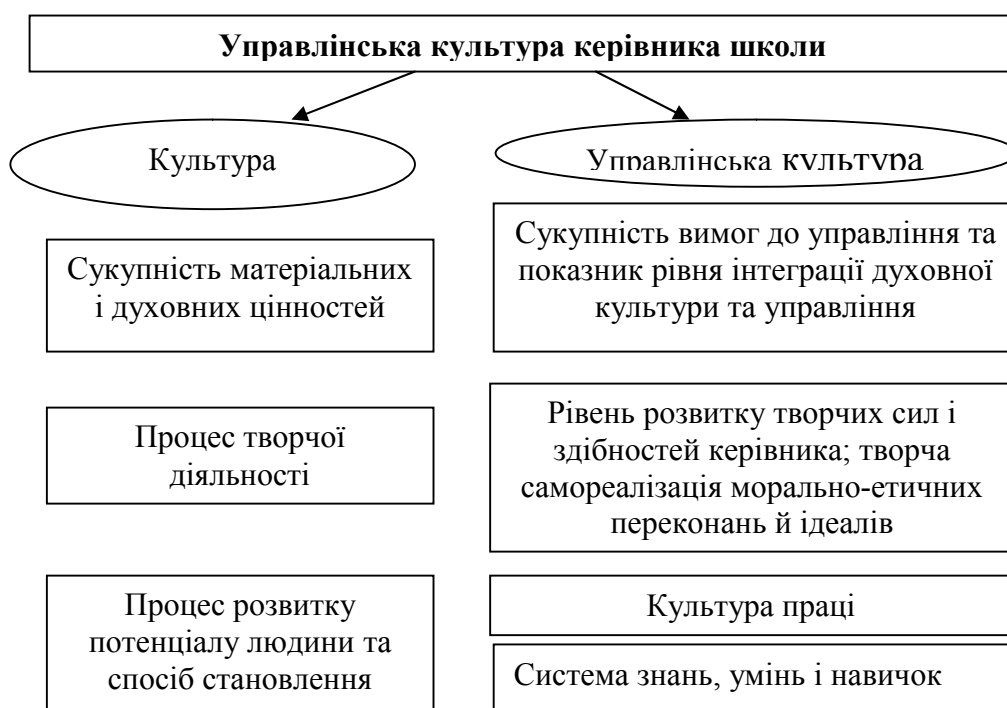 Управлінська культура керівника школи
Культура
Управлінська культура
Сукупність матеріальних
і духовних цінностей
Сукупність вимог до управління та
показник рівня інтеграції духовної
культури та управління
Процес творчої
діяльності
Рівень розвитку творчих сил і
здібностей керівника; творча
самореалізація морально-етичних
переконань й ідеалів
Процес розвитку
потенціалу людини та
спосіб становлення
Культура праці
Система знань, умінь і навичок